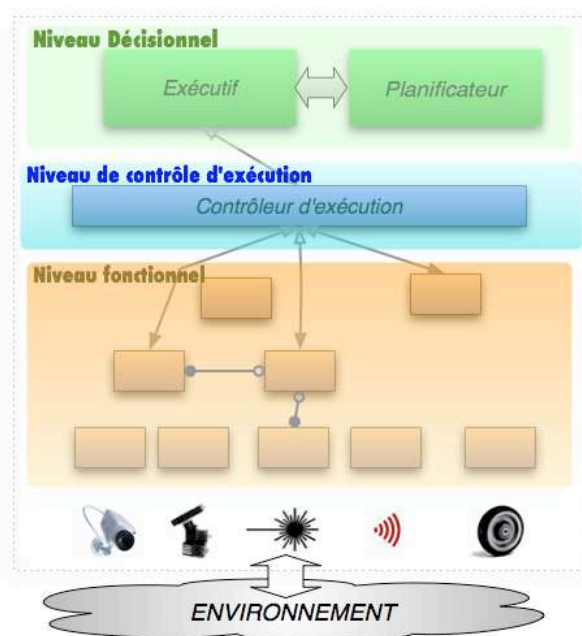 Niveau Décisionnel
Exécutif
Planificateur
Niveau de contrôle d'exécution
Contrôleur d'exécution
Niveau fonctionnel
ENVIRONNEMENT